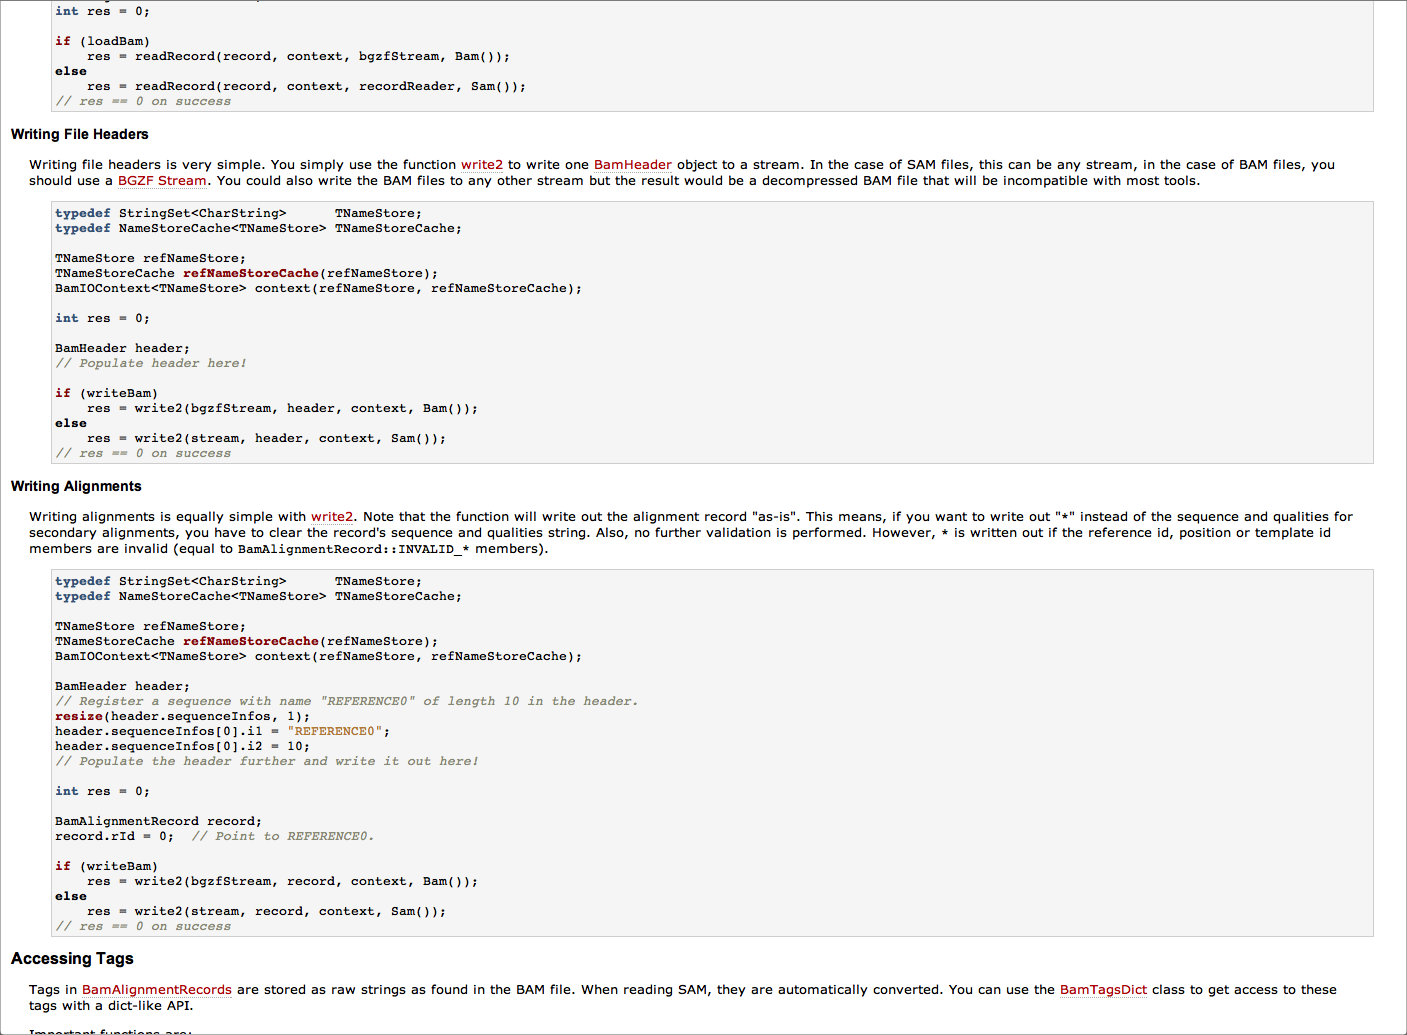 int res = 0;
if (loadBam)
res = readRecord(record, context, bgzfStream, Bam());
else
res = readRecord(record, context, recordReader, Sam());
// res == 0 on success
Writing File Headers
Writing file headers is very simple. You simply use the function write2 to write one BamHeader object to a stream. In the case of SAM files, this can be any stream, in the case of BAM files, you
should use a BGZF Stream. You could also write the BAM files to any other stream but the result would be a decompressed BAM file that will be incompatible with most tools.
typedef StringSet<CharString>      TNameStore;
typedef NameStoreCache<TNameStore> TNameStoreCache;
TNameStore refNameStore;
TNameStoreCache refNameStoreCache(refNameStore);
BamIOContext<TNameStore> context(refNameStore, refNameStoreCache);
int res = 0;
BamHeader header;
// Populate header here!
if (writeBam)
res = write2(bgzfStream, header, context, Bam());
else
res = write2(stream, header, context, Sam());
// res == 0 on success
Writing Alignments
Writing alignments is equally simple with write2. Note that the function will write out the alignment record "as-is". This means, if you want to write out "*" instead of the sequence and qualities for
secondary alignments, you have to clear the record's sequence and qualities string. Also, no further validation is performed. However, * is written out if the reference id, position or template id
members are invalid (equal to BamAlignmentRecord::INVALID_* members).
typedef StringSet<CharString>      TNameStore;
typedef NameStoreCache<TNameStore> TNameStoreCache;
TNameStore refNameStore;
TNameStoreCache refNameStoreCache(refNameStore);
BamIOContext<TNameStore> context(refNameStore, refNameStoreCache);
BamHeader header;
// Register a sequence with name "REFERENCE0" of length 10 in the header.
resize(header.sequenceInfos, 1);
header.sequenceInfos[0].i1 = "REFERENCE0";
header.sequenceInfos[0].i2 = 10;
// Populate the header further and write it out here!
int res = 0;
BamAlignmentRecord record;
record.rId = 0;  // Point to REFERENCE0.
if (writeBam)
res = write2(bgzfStream, record, context, Bam());
else
res = write2(stream, record, context, Sam());
// res == 0 on success
Accessing Tags
Tags in BamAlignmentRecords are stored as raw strings as found in the BAM file. When reading SAM, they are automatically converted. You can use the BamTagsDict class to get access to these
tags with a dict-like API.
Important functions are: